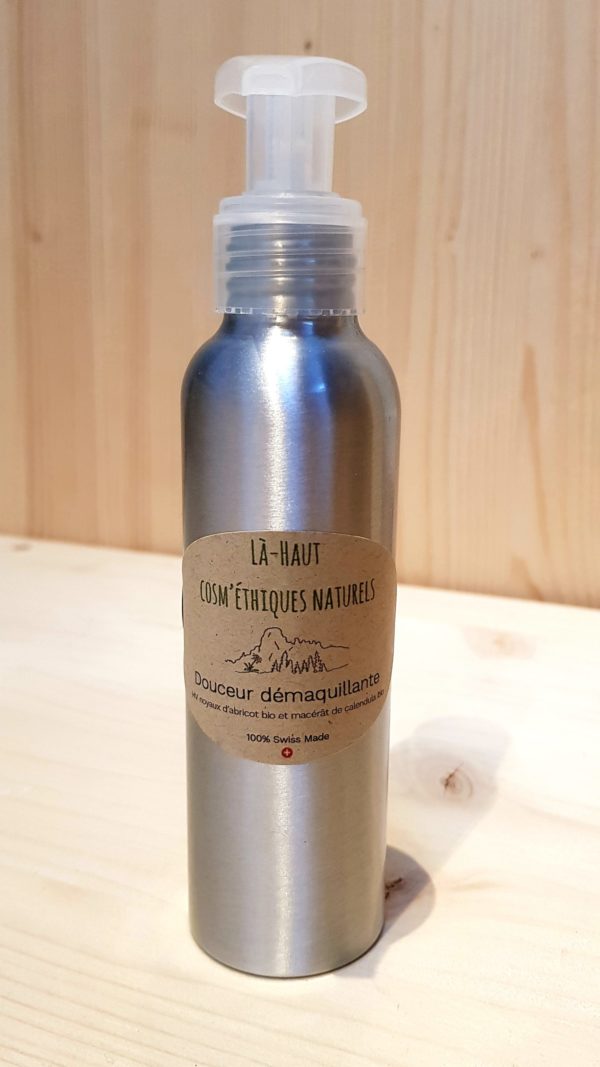 LÀ-HAUT
COSM'ÉTHIQUES NATURELS
Douceur démaquillante
HV noyaux d'abricot bio et macérât de calendula bio
100% Swiss Made